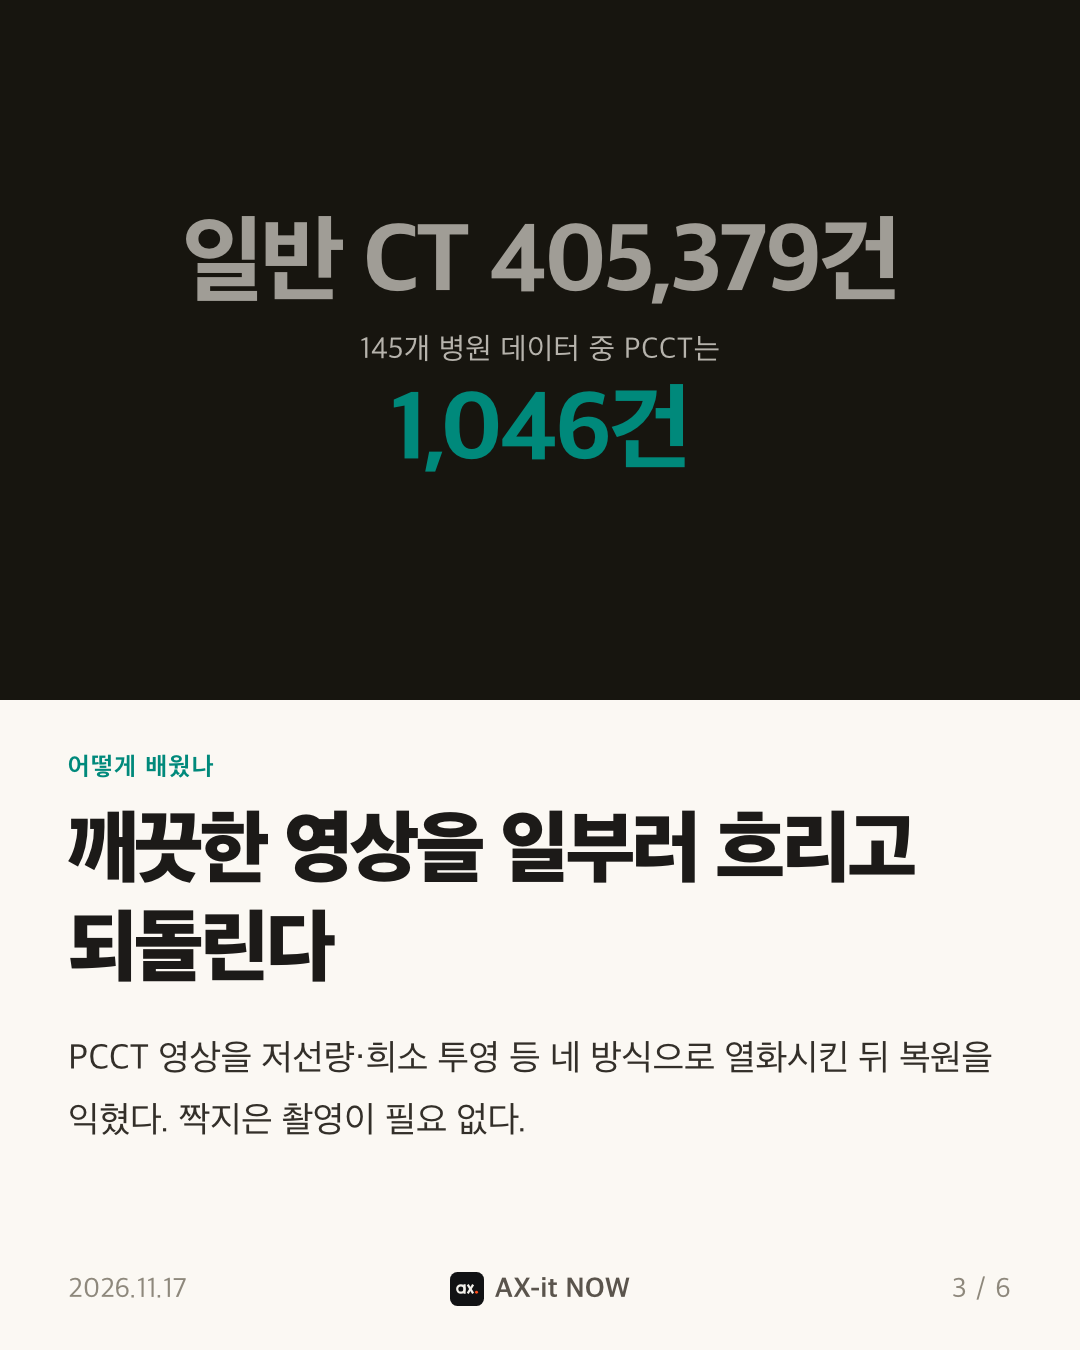 일반 CT 405,379건
145개 병원 데이터 중 PCCT는
1,046건
어떻게 배웠나
깨끗한 영상을 일부러 흐리고
되돌린다
PCCT 영상을 저선량·희소 투영 등 네 방식으로 열화시킨 뒤 복원을
익혔다. 짝지은 촬영이 필요 없다.
2026.11.17
ax.
AX-it NOW
3 / 6